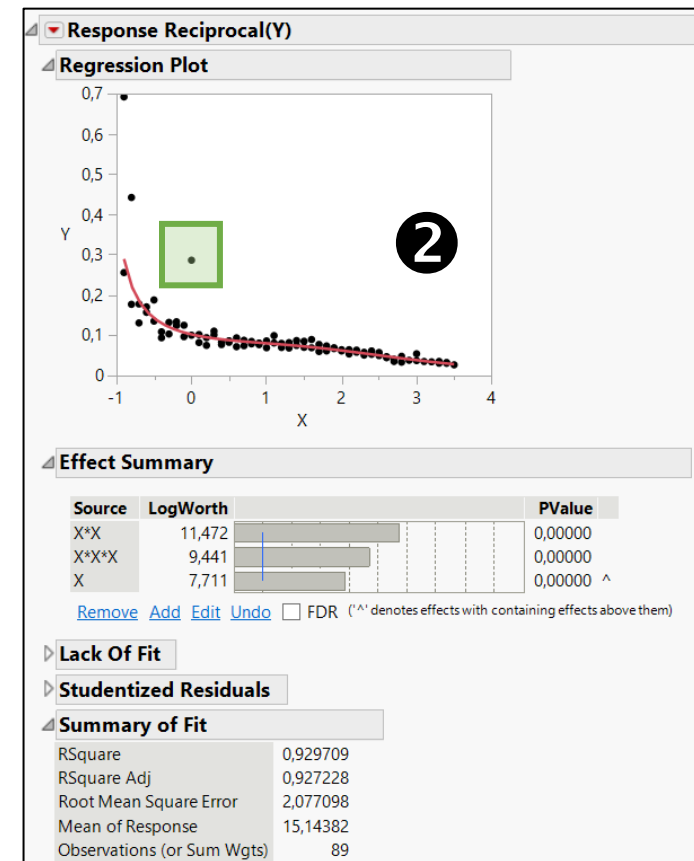 Response Reciprocal(Y)
Regression Plot
0,7
0,6
0,5
0,4
0,3
0,2
0,1
0
Y
2
-1 0 1 2 3 4
X
Effect Summary
Source LogWorth PValue
X*X 11,472 0,00000
X*X*X 9,441 0,00000
X 7,711 0,00000 ^
Remove Add Edit Undo FDR ('^' denotes effects with containing effects above them)
Lack Of Fit
Studentized Residuals
Summary of Fit
RSquare 0,929709
RSquare Adj 0,927228
Root Mean Square Error 2,077098
Mean of Response 15,14382
Observations (or Sum Wgts) 89